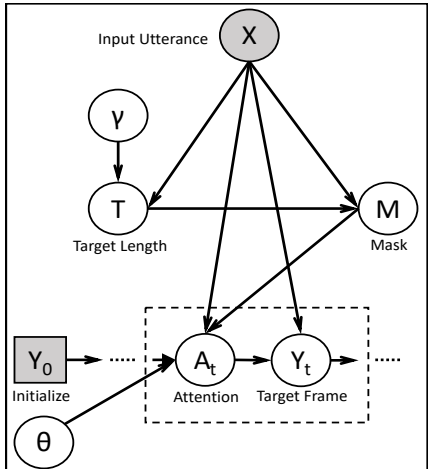 Input Utterance X
γ
T
M
Target Length
Mask
Y0
At
Yt
Initialize
Attention
Target Frame
θ